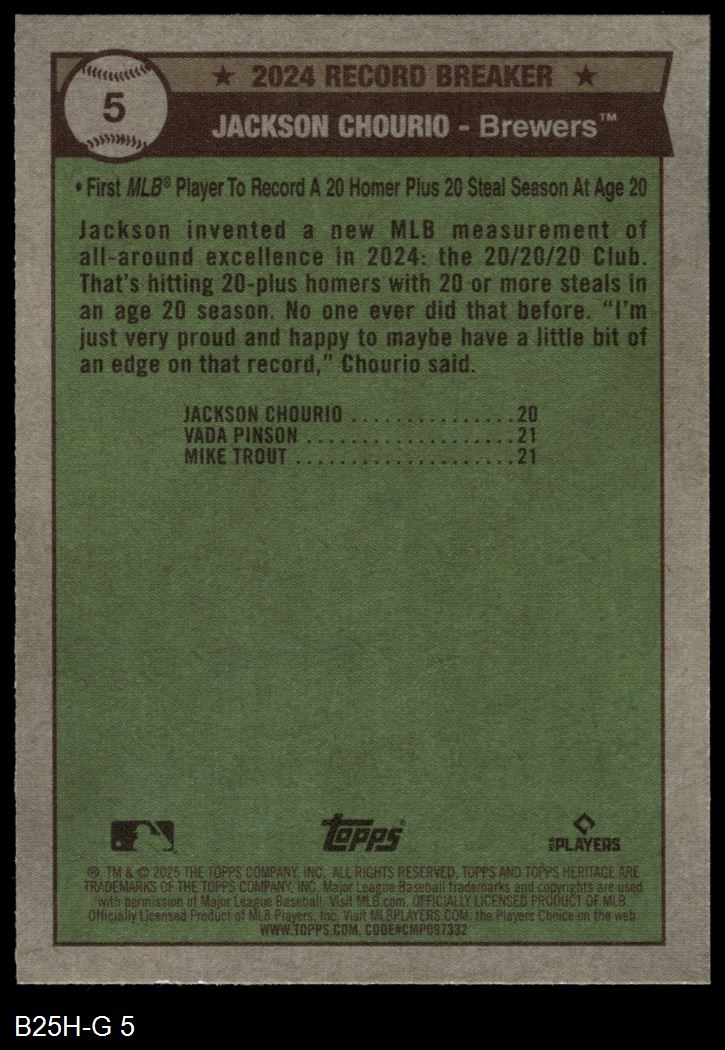 5
★ 2024 RECORD BREAKER ★
JACKSON CHOURIO - Brewers™
• First MLB® Player To Record A 20 Homer Plus 20 Steal Season At Age 20
Jackson invented a new MLB measurement of
all-around excellence in 2024: the 20/20/20 Club.
That's hitting 20-plus homers with 20 or more steals in
an age 20 season. No one ever did that before. “I'm
just very proud and happy to maybe have a little bit of
an edge on that record,” Chourio said.
JACKSON CHOURIO ...............20
VADA PINSON ....................21
MIKE TROUT .....................21
Topps®
MLB PLAYERS
®, TM & © 2025 THE TOPPS COMPANY, INC. ALL RIGHTS RESERVED. TOPPS AND TOPPS HERITAGE ARE
TRADEMARKS OF THE TOPPS COMPANY, INC. Major League Baseball trademarks and copyrights are used
with permission of Major League Baseball. Visit MLB.com. OFFICIALLY LICENSED PRODUCT OF MLB
Officially Licensed Product of MLB Players, Inc. Visit MLBPLAYERS.COM, the Players Choice on the web.
WWW.TOPPS.COM. CODE#CMP097332
B25H-G 5